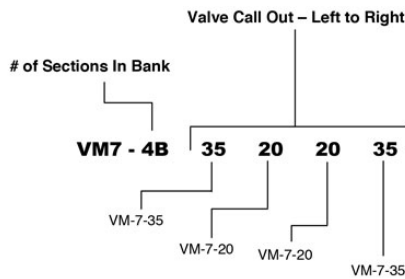 Valve Call Out – Left to Right
# of Sections In Bank
VM7 - 4B 35 20 20 35
VM-7-35
VM-7-20
VM-7-20
VM-7-35